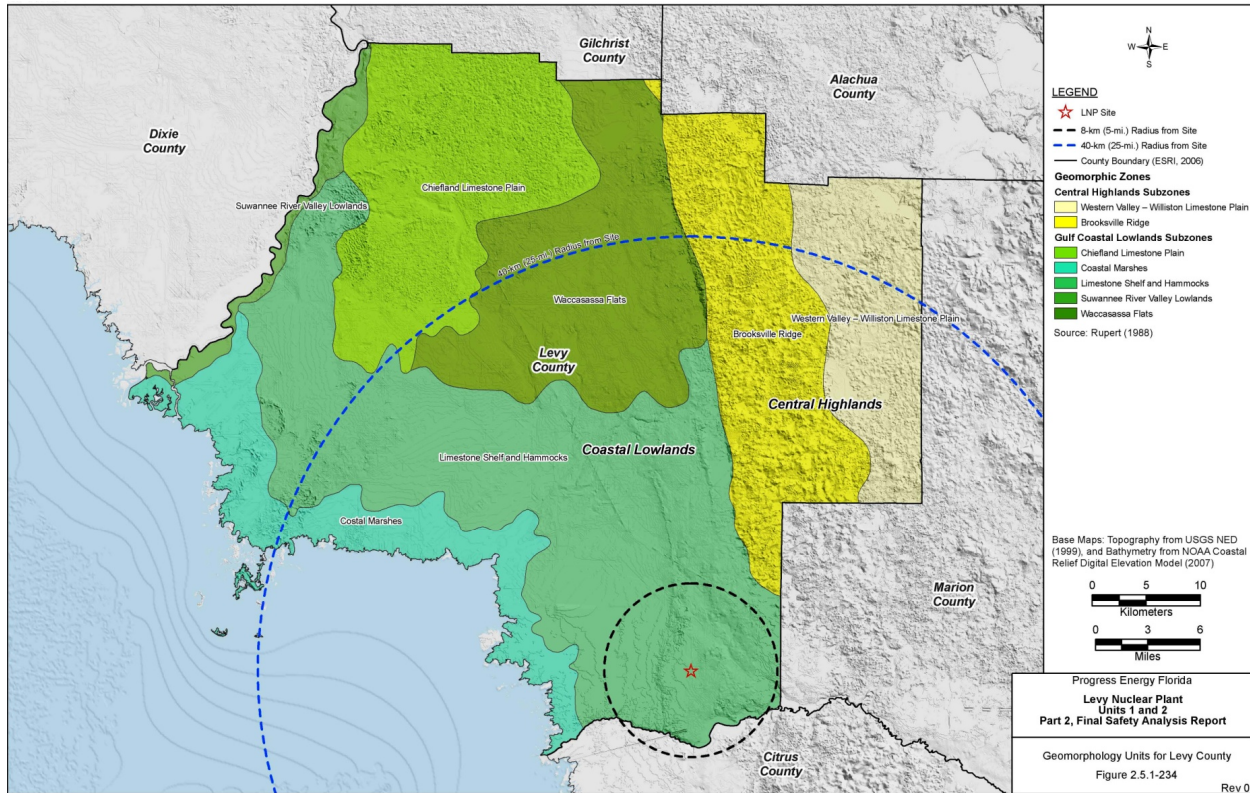 Gilchrist
County
Alachua
County
Dixie
County
Chiefland Limestone Plain
Suwannee River Valley Lowlands
40-km (25-mi.) Radius from Site
Waccasassa Flats
Western Valley – Williston Limestone Plain
Brooksville Ridge
Levy
County
Central Highlands
Coastal Lowlands
Limestone Shelf and Hammocks
Costal Marshes
Marion
County
Citrus
County
N
W E
S
LEGEND
LNP Site
8-km (5-mi.) Radius from Site
40-km (25-mi.) Radius from Site
County Boundary (ESRI, 2006)
Geomorphic Zones
Central Highlands Subzones
Western Valley – Williston Limestone Plain
Brooksville Ridge
Gulf Coastal Lowlands Subzones
Chiefland Limestone Plain
Coastal Marshes
Limestone Shelf and Hammocks
Suwannee River Valley Lowlands
Waccasassa Flats
Source: Rupert (1988)
Base Maps: Topography from USGS NED
(1999), and Bathymetry from NOAA Coastal
Relief Digital Elevation Model (2007)
0 5 10
Kilometers
0 3 6
Miles
Progress Energy Florida
Levy Nuclear Plant
Units 1 and 2
Part 2, Final Safety Analysis Report
Geomorphology Units for Levy County
Figure 2.5.1-234
Rev 0